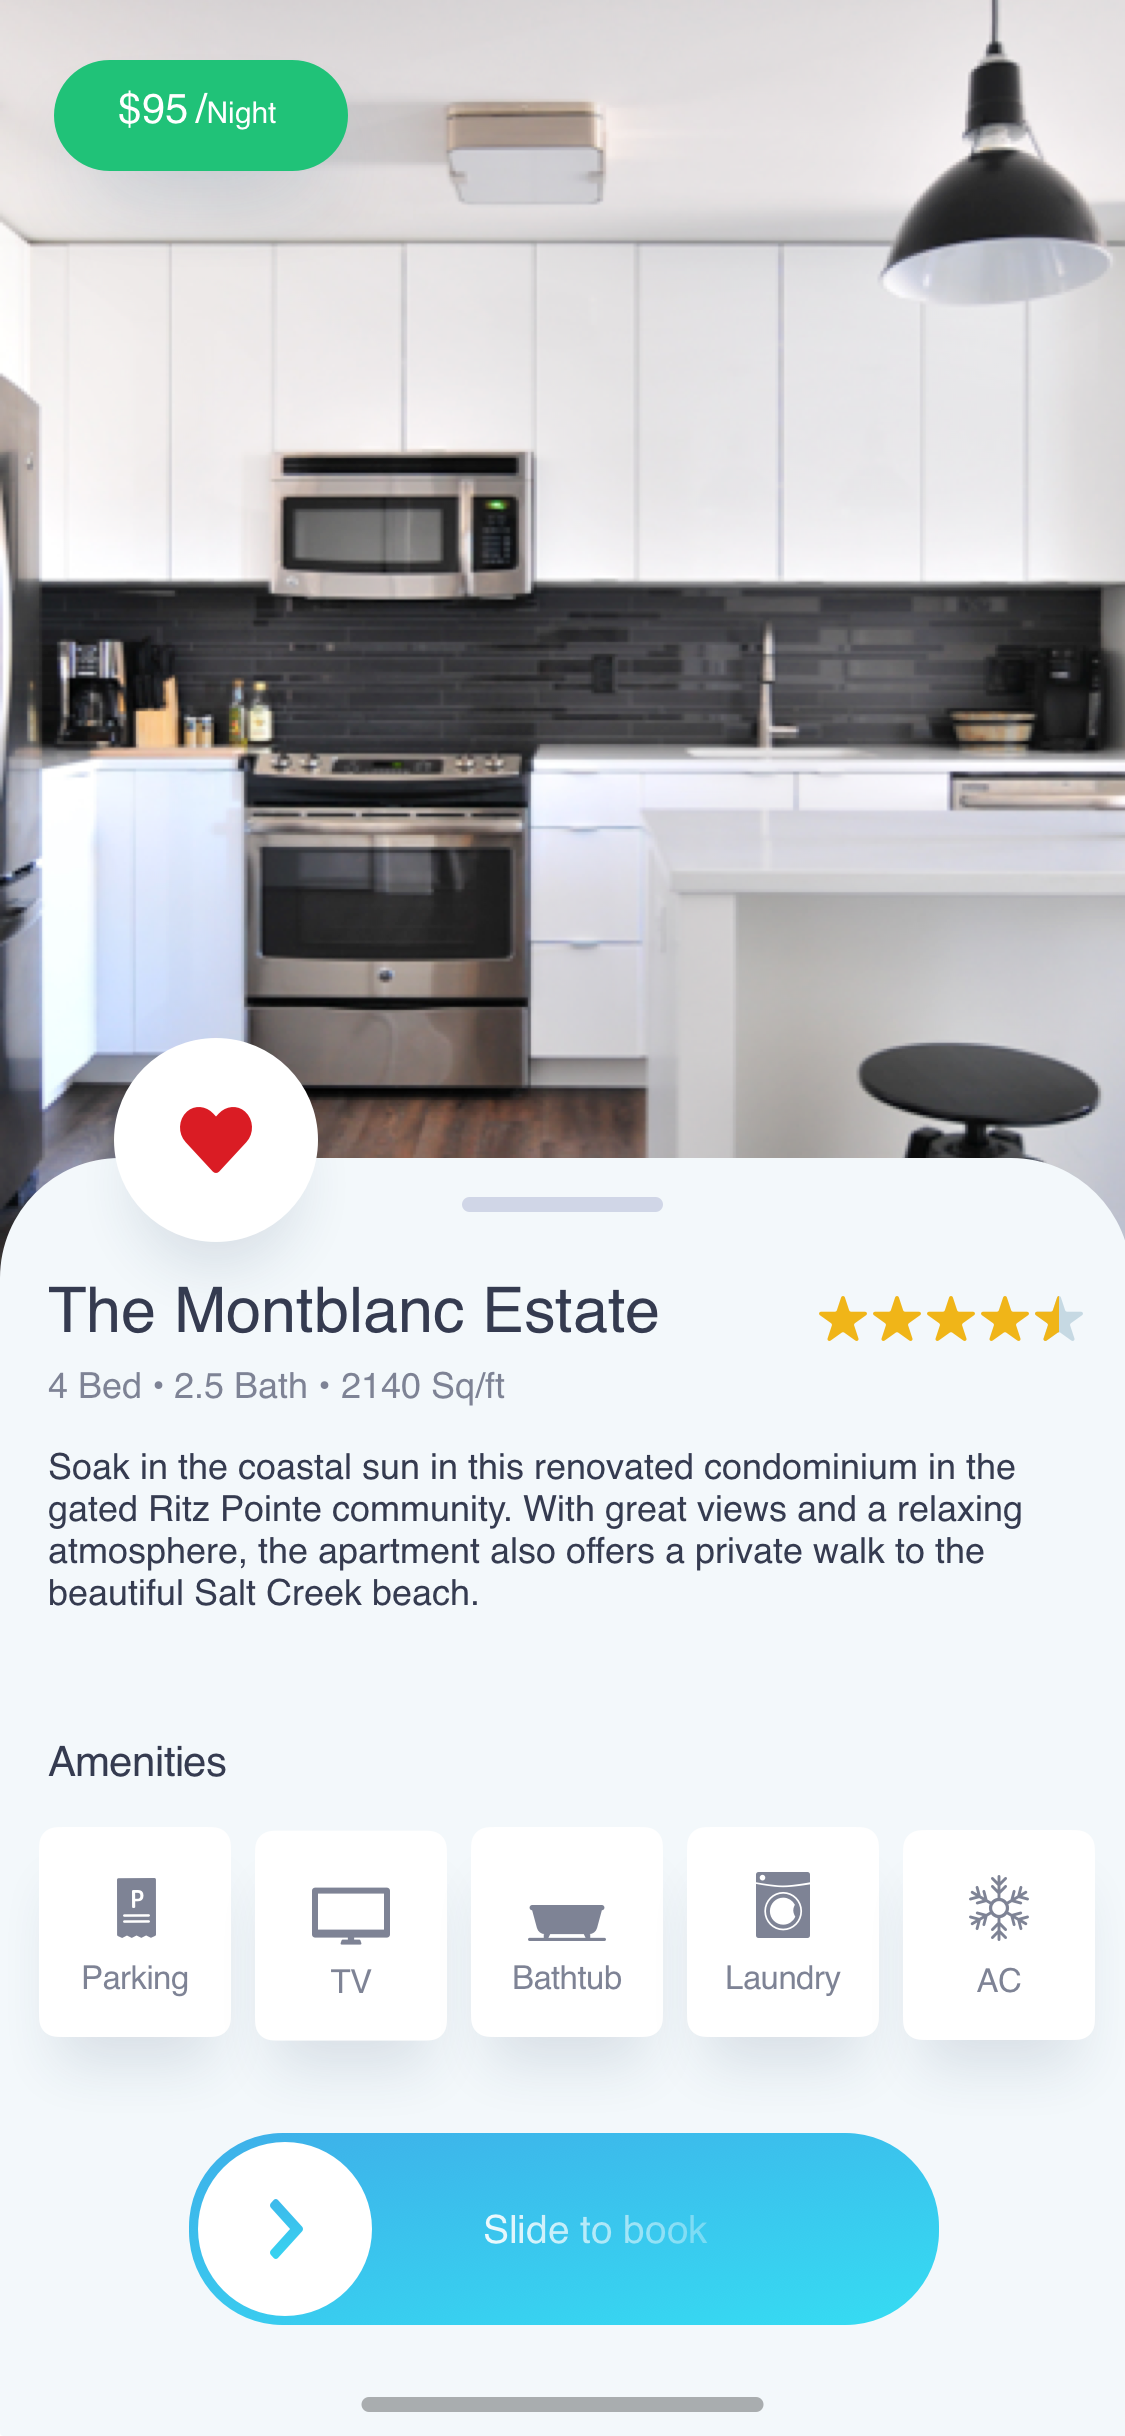 $95 /Night
The Montblanc Estate
4 Bed • 2.5 Bath • 2140 Sq/ft
Soak in the coastal sun in this renovated condominium in the
gated Ritz Pointe community. With great views and a relaxing
atmosphere, the apartment also offers a private walk to the
beautiful Salt Creek beach.
Amenities
P
Parking
TV
Bathtub
Laundry
AC
Slide to book